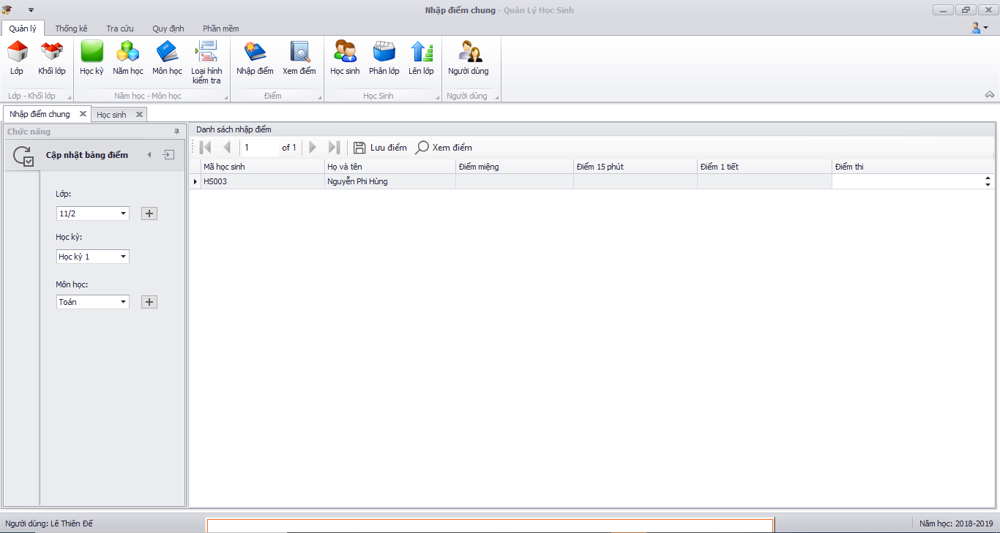 Nhập điểm chung - Quản Lý Học Sinh
Quản lý Thống kê Tra cứu Quy định Phần mềm
Lớp Khối lớp Học kỳ Năm học Môn học Loại hình kiểm tra Nhập điểm Xem điểm Học sinh Phân lớp Lên lớp Người dùng
Lớp - Khối lớp Năm học - Môn học Điểm Học Sinh Người dùng
Nhập điểm chung Học sinh
Chức năng
Cập nhật bảng điểm
Lớp:
11/2
Học kỳ:
Học kỳ 1
Môn học:
Toán
Danh sách nhập điểm
1 of 1 Lưu điểm Xem điểm
Mã học sinh Họ và tên Điểm miệng Điểm 15 phút Điểm 1 tiết Điểm thi
HS003 Nguyễn Phi Hùng
Người dùng: Lê Thiên Đế Năm học: 2018-2019